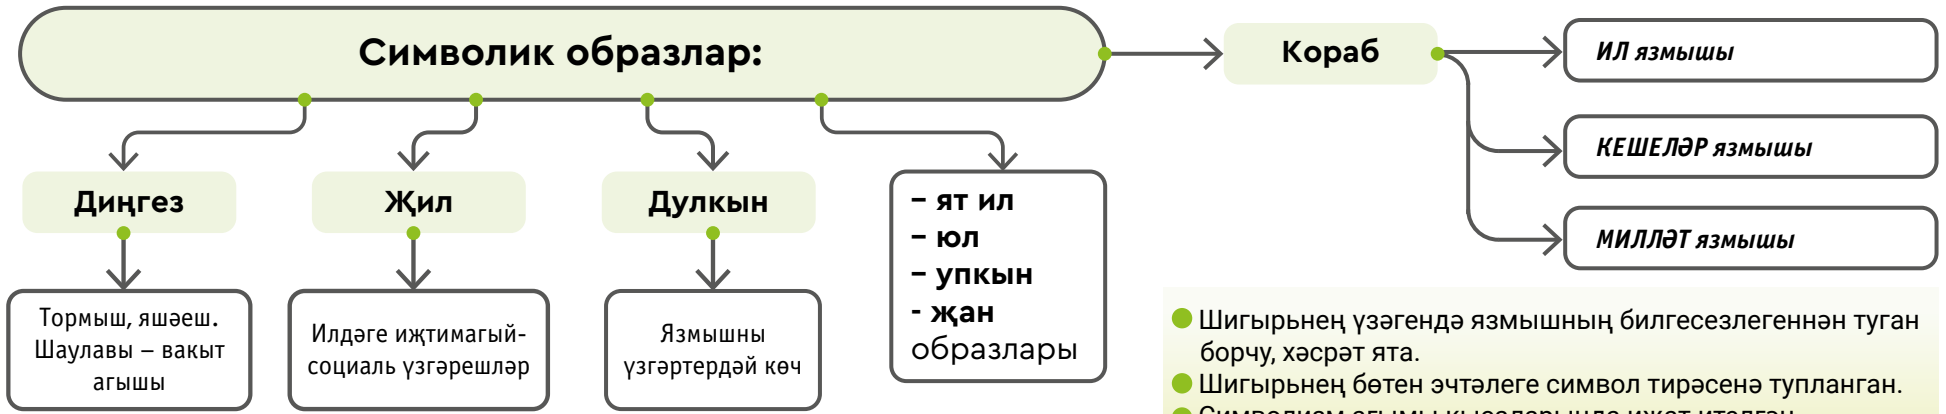 Символик образлар:
Кораб
ИЛ язмышы
КЕШЕЛӘР язмышы
МИЛЛӘТ язмышы
Диңгез
Җил
Дулкын
– ят ил
– юл
– упкын
- җан
образлары
Тормыш, яшәеш.
Шаулавы – вакыт
агышы
Илдәге иҗтимагый-
социаль үзгәрешләр
Язмышны
үзгәртердәй көч
Шигырьнең үзәгендә язмышның билгесезлегеннән туган
борчу, хәсрәт ята.
Шигырьнең бөтен эчтәлеге символ тирәсенә тупланган.